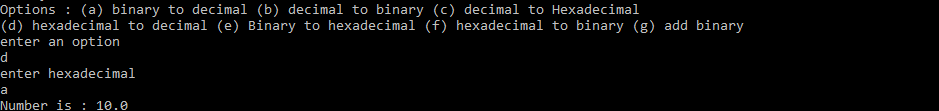 Options : (a) binary to decimal (b) decimal to binary (c) decimal to Hexadecimal
(d) hexadecimal to decimal (e) Binary to hexadecimal (f) hexadecimal to binary (g) add binary
enter an option
d
enter hexadecimal
a
Number is : 10.0